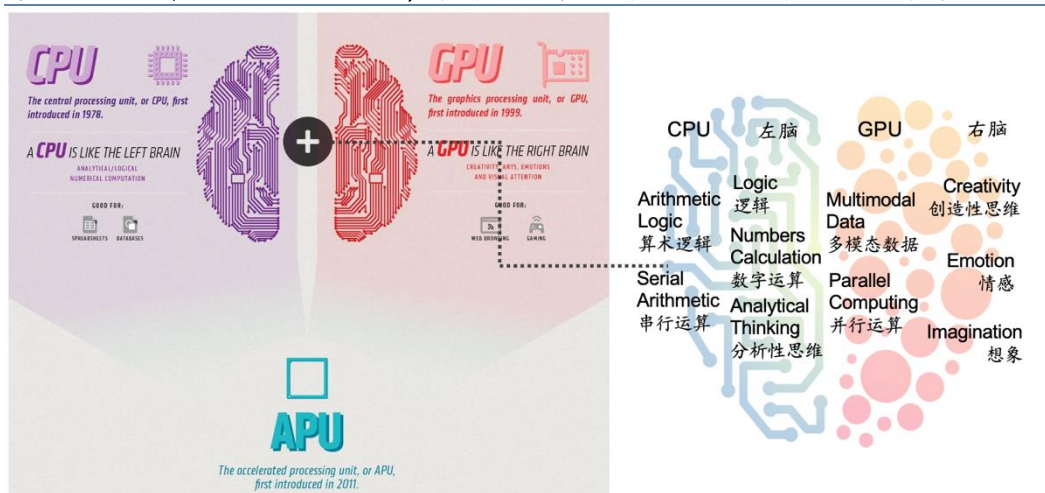 CPU
The central processing unit, or CPU, first
introduced in 1978.
A CPU IS LIKE THE LEFT BRAIN
ANALYTICAL/LOGICAL
NUMERICAL COMPUTATION
GOOD FOR:
SPREADSHEETS DATABASES
+
GPU
The graphics processing unit, or GPU,
first introduced in 1999.
A GPU IS LIKE THE RIGHT BRAIN
CREATIVITY, ARTS, EMOTIONS
AND VISUAL ATTENTION
GOOD FOR:
WEB BROWSING GAMING
APU
The accelerated processing unit, or APU,
first introduced in 2011.
CPU 左脑 GPU 右脑
Arithmetic
Logic
算术逻辑
Serial
Arithmetic
串行运算
Logic
逻辑
Numbers
Calculation
数字运算
Analytical
Thinking
分析性思维
Multimodal
Data
多模态数据
Parallel
Computing
并行运算
Creativity
创造性思维
Emotion
情感
Imagination
想象